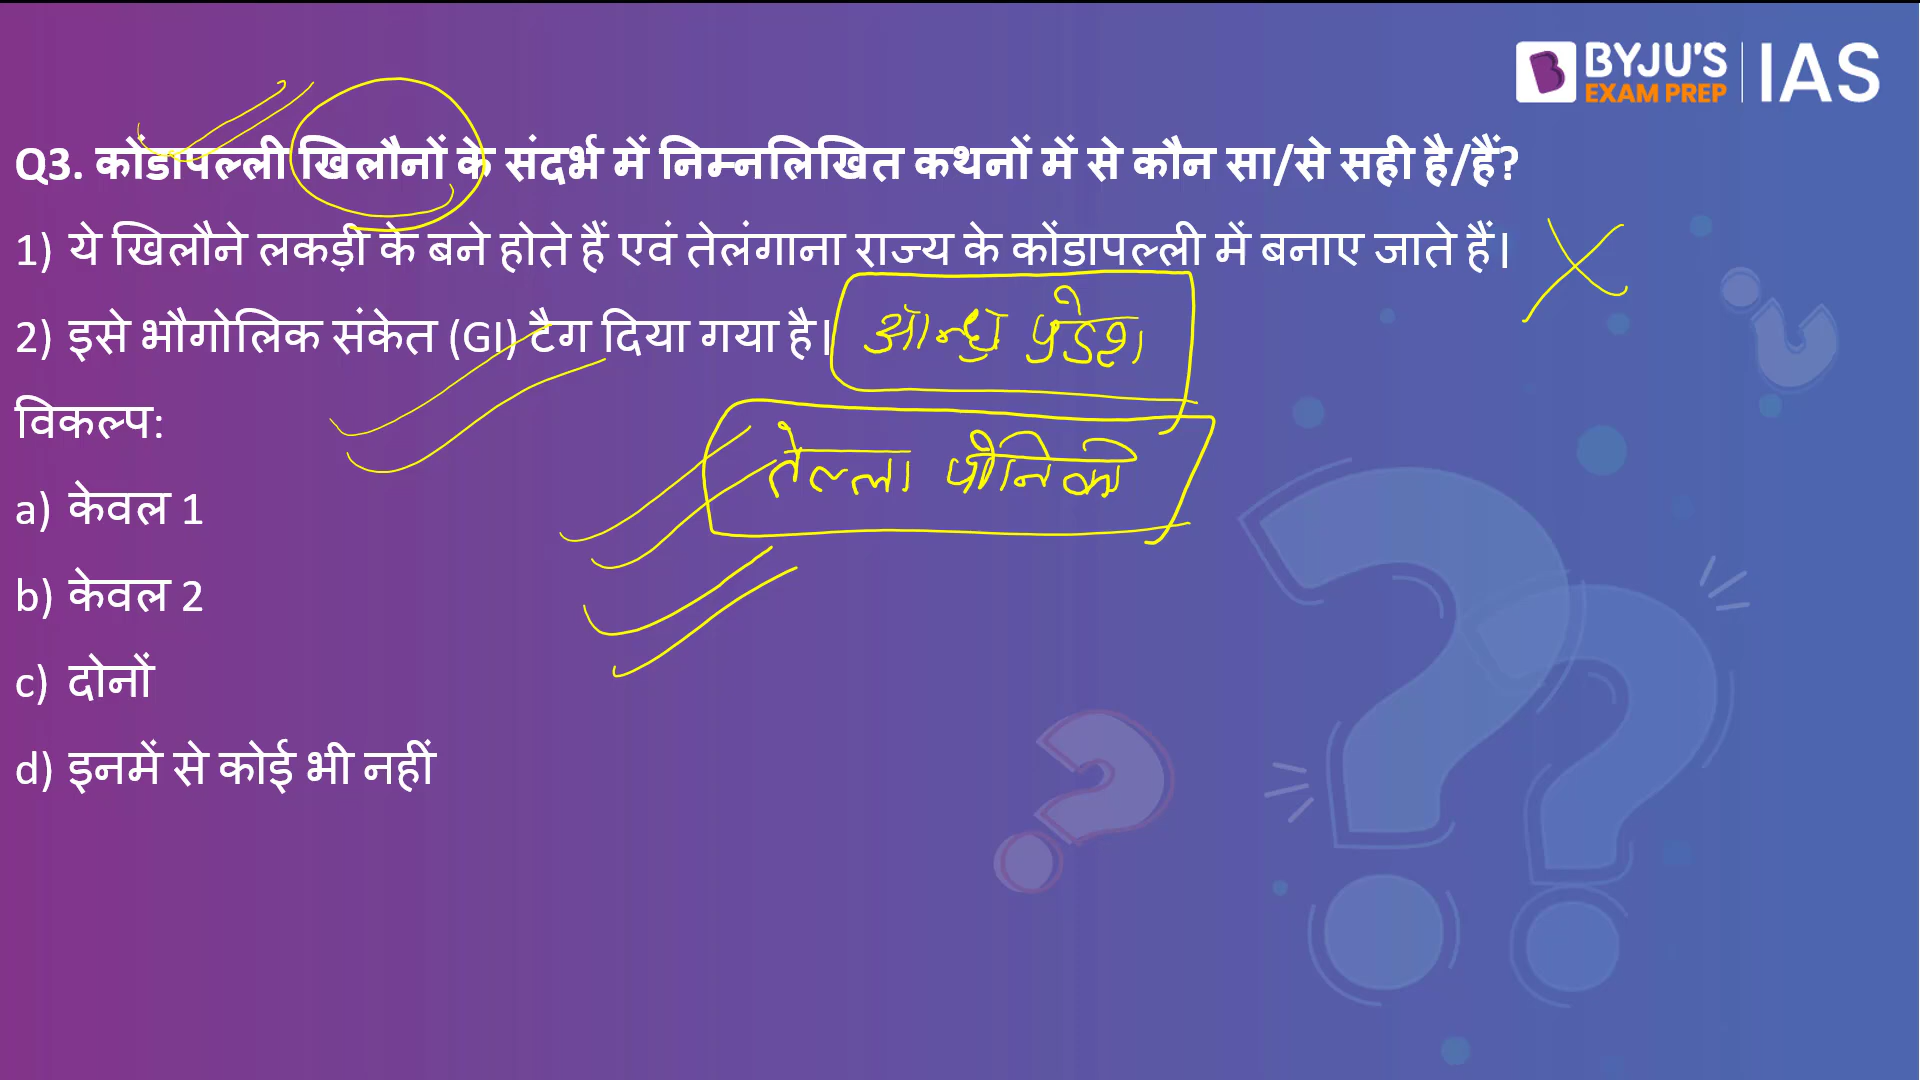 BYJU'S
EXAM PREP
IAS
Q3. कोंडापल्ली खिलौनों के संदर्भ में निम्नलिखित कथनों में से कौन सा/से सही है/हैं?
1) ये खिलौने लकड़ी के बने होते हैं एवं तेलंगाना राज्य के कोंडापल्ली में बनाए जाते हैं।
2) इसे भौगोलिक संकेत (GI) टैग दिया गया है।
आन्ध्र प्रदेश
विकल्प:
तेल्ला पोनिकी
a) केवल 1
b) केवल 2
c) दोनों
d) इनमें से कोई भी नहीं